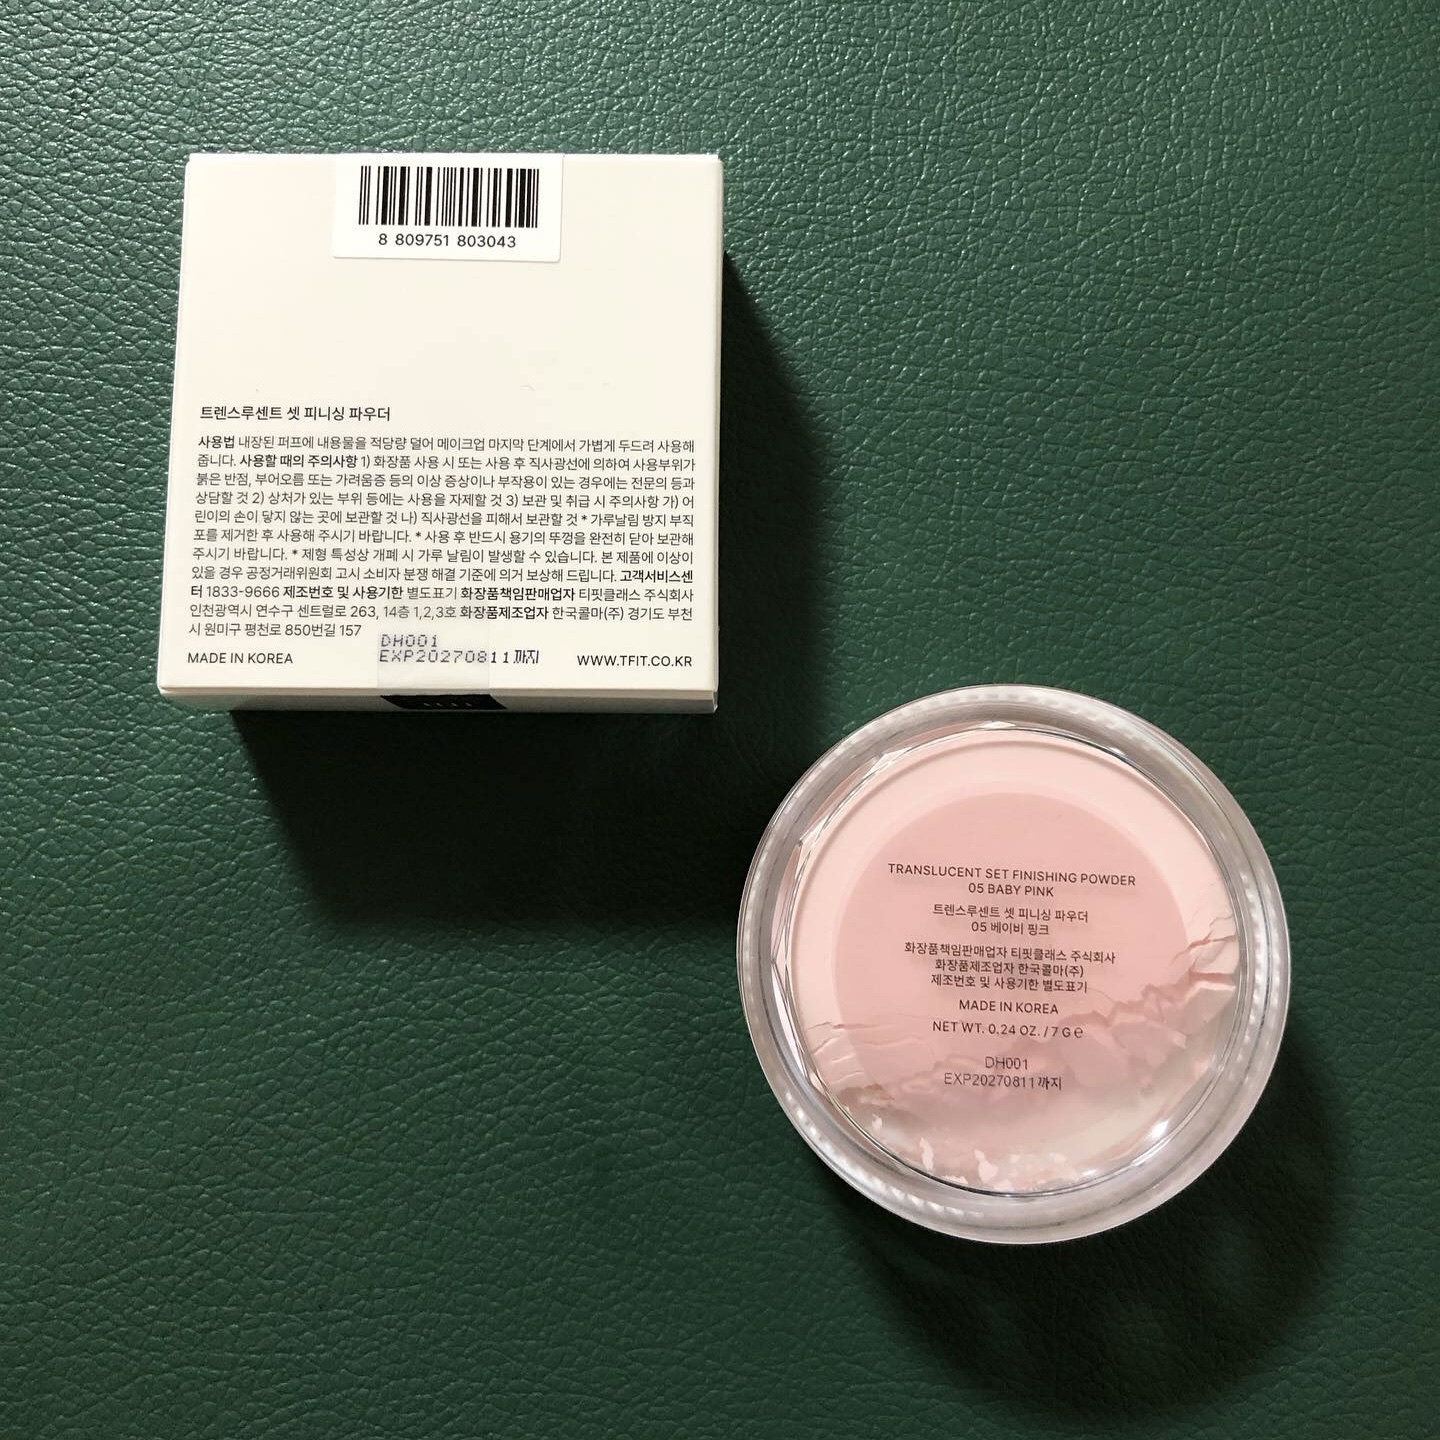 8 809751 803043
트렌스루센트 셋 피니싱 파우더
사용법 내장된 퍼프에 내용물을 적당량 덜어 메이크업 마지막 단계에서 가볍게 두드려 사용해
줍니다. 사용할 때의 주의사항 1) 화장품 사용 시 또는 사용 후 직사광선에 의하여 사용부위가
붉은 반점, 부어오름 또는 가려움증 등의 이상 증상이나 부작용이 있는 경우에는 전문의 등과
상담할 것 2) 상처가 있는 부위 등에는 사용을 자제할 것 3) 보관 및 취급 시 주의사항 가) 어
린이의 손이 닿지 않는 곳에 보관할 것 나) 직사광선을 피해서 보관할 것 * 가루날림 방지 부직
포를 제거한 후 사용해 주시기 바랍니다. * 사용 후 반드시 용기의 뚜껑을 완전히 닫아 보관해
주시기 바랍니다. * 제형 특성상 개폐 시 가루 날림이 발생할 수 있습니다. 본 제품에 이상이
있을 경우 공정거래위원회 고시 소비자 분쟁 해결 기준에 의거 보상해 드립니다. 고객서비스센
터 1833-9666 제조번호 및 사용기한 별도표기 화장품책임판매업자 티핏클래스 주식회사
인천광역시 연수구 센트럴로 263, 14층 1,2,3호 화장품제조업자 한국콜마(주) 경기도 부천
시 원미구 평천로 850번길 157
DH001
EXP20270811까지
MADE IN KOREA
WWW.TFIT.CO.KR
TRANSLUCENT SET FINISHING POWDER
05 BABY PINK
트렌스루센트 셋 피니싱 파우더
05 베이비 핑크
화장품책임판매업자 티핏클래스 주식회사
화장품제조업자 한국콜마(주)
제조번호 및 사용기한 별도표기
MADE IN KOREA
NET WT. 0.24 OZ. / 7 G ℮
DH001
EXP20270811까지